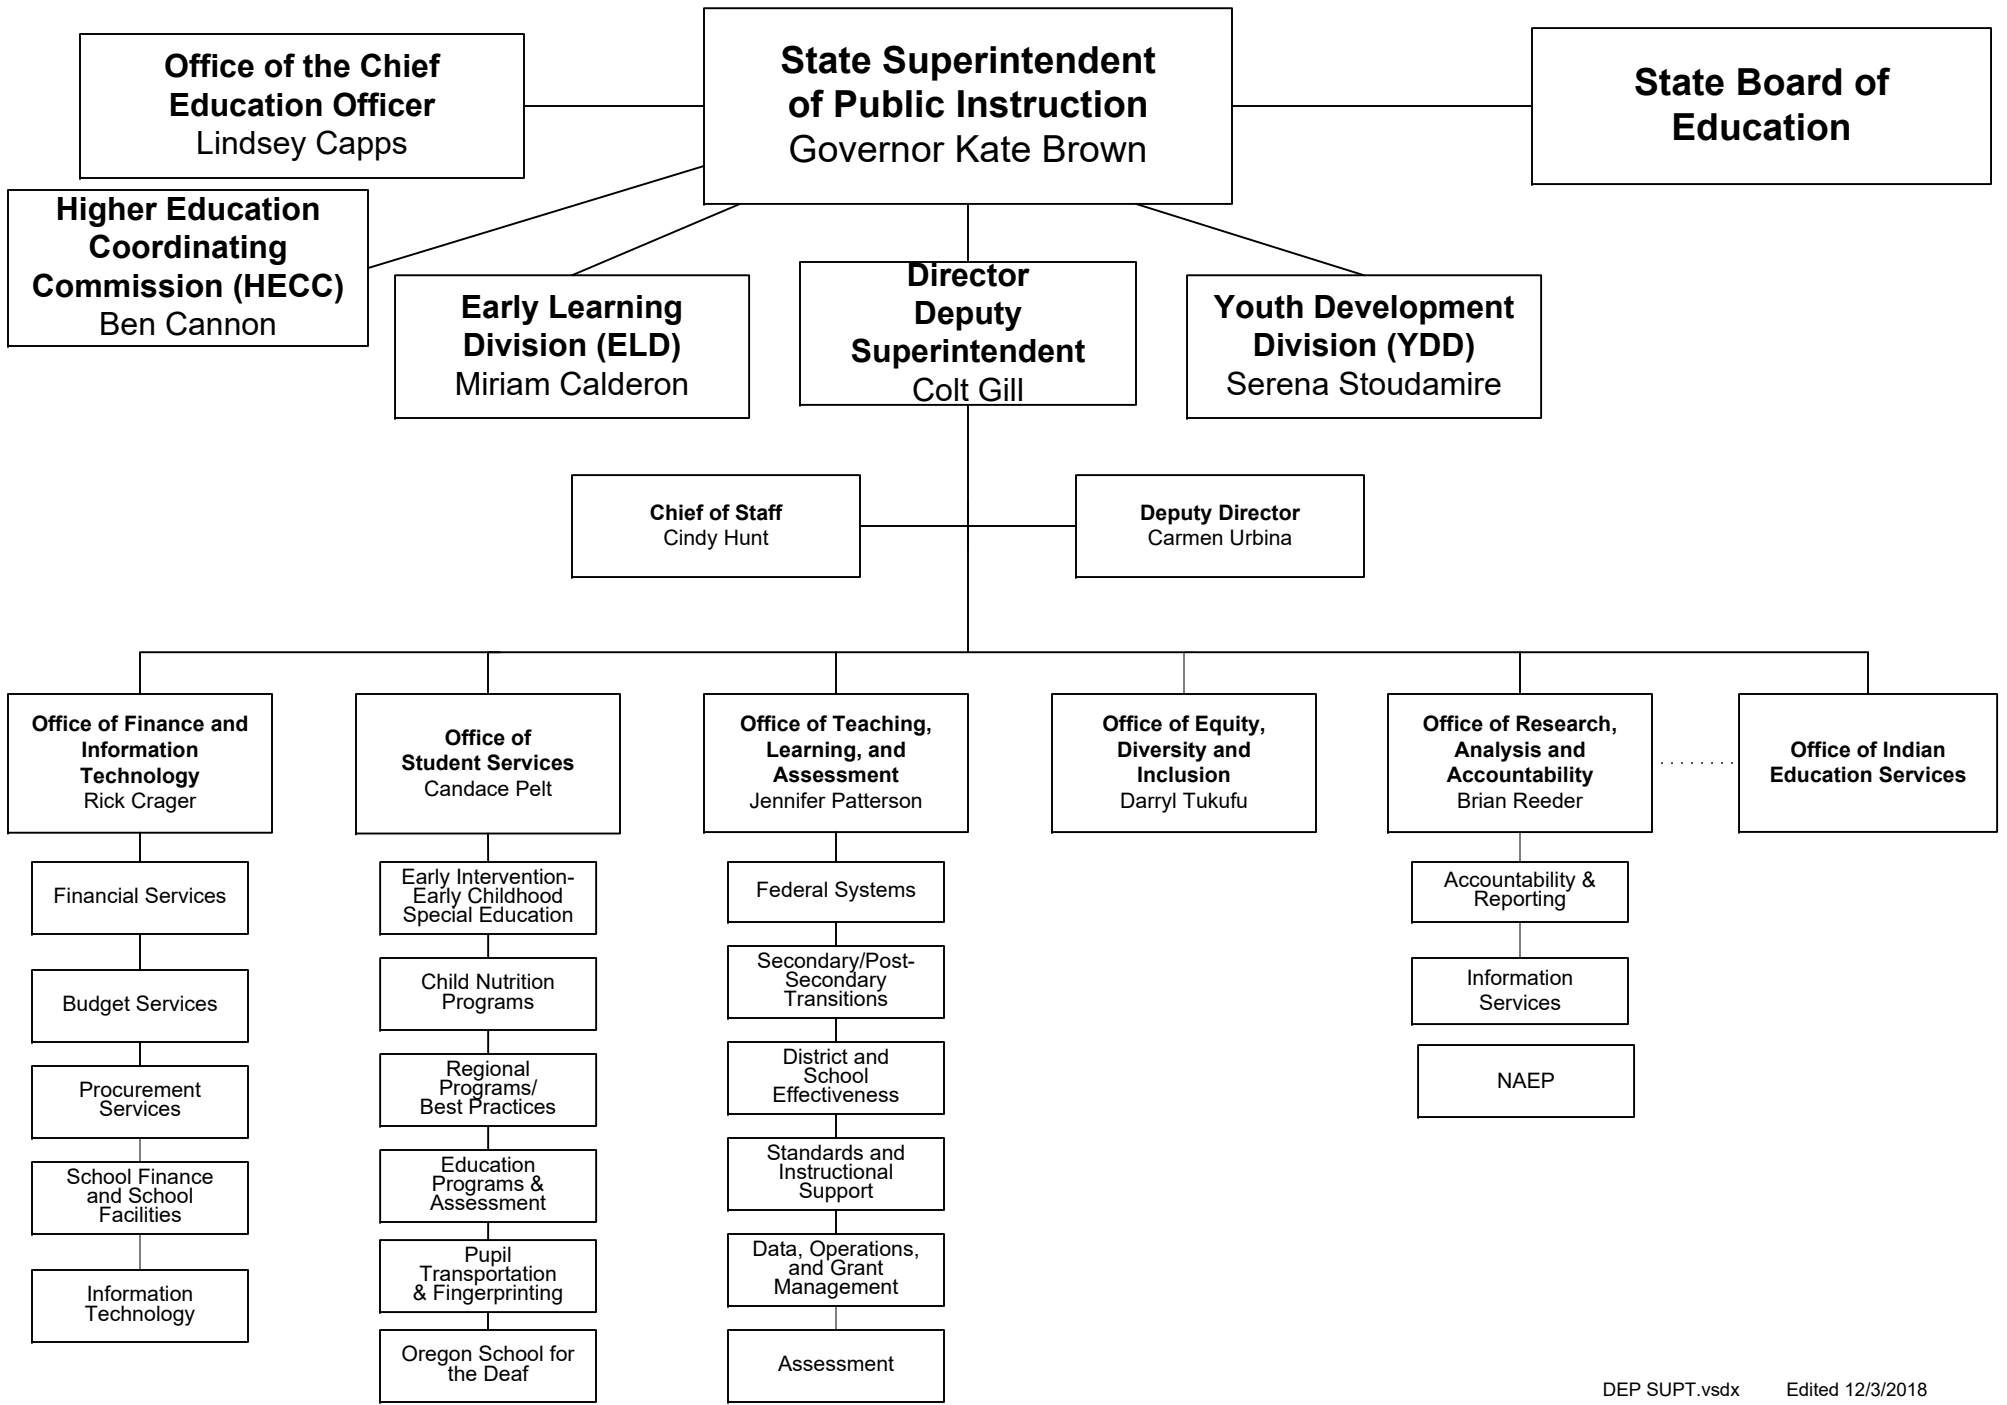 Office of the Chief
Education Officer
Lindsey Capps
State Superintendent
of Public Instruction
Governor Kate Brown
State Board of
Education
Higher Education
Coordinating
Commission (HECC)
Ben Cannon
Early Learning
Division (ELD)
Miriam Calderon
Director
Deputy
Superintendent
Colt Gill
Youth Development
Division (YDD)
Serena Stoudamire
Chief of Staff
Cindy Hunt
Deputy Director
Carmen Urbina
Office of Finance and
Information
Technology
Rick Crager
Office of
Student Services
Candace Pelt
Office of Teaching,
Learning, and
Assessment
Jennifer Patterson
Office of Equity,
Diversity and
Inclusion
Darryl Tukufu
Office of Research,
Analysis and
Accountability
Brian Reeder
Office of Indian
Education Services
Financial Services
Budget Services
Procurement
Services
School Finance
and School
Facilities
Information
Technology
Early Intervention-
Early Childhood
Special Education
Child Nutrition
Programs
Regional
Programs/
Best Practices
Education
Programs &
Assessment
Pupil
Transportation
& Fingerprinting
Oregon School for
the Deaf
Federal Systems
Secondary/Post-
Secondary
Transitions
District and
School
Effectiveness
Standards and
Instructional
Support
Data, Operations,
and Grant
Management
Assessment
Accountability &
Reporting
Information
Services
NAEP
DEP SUPT.vsdx Edited 12/3/2018